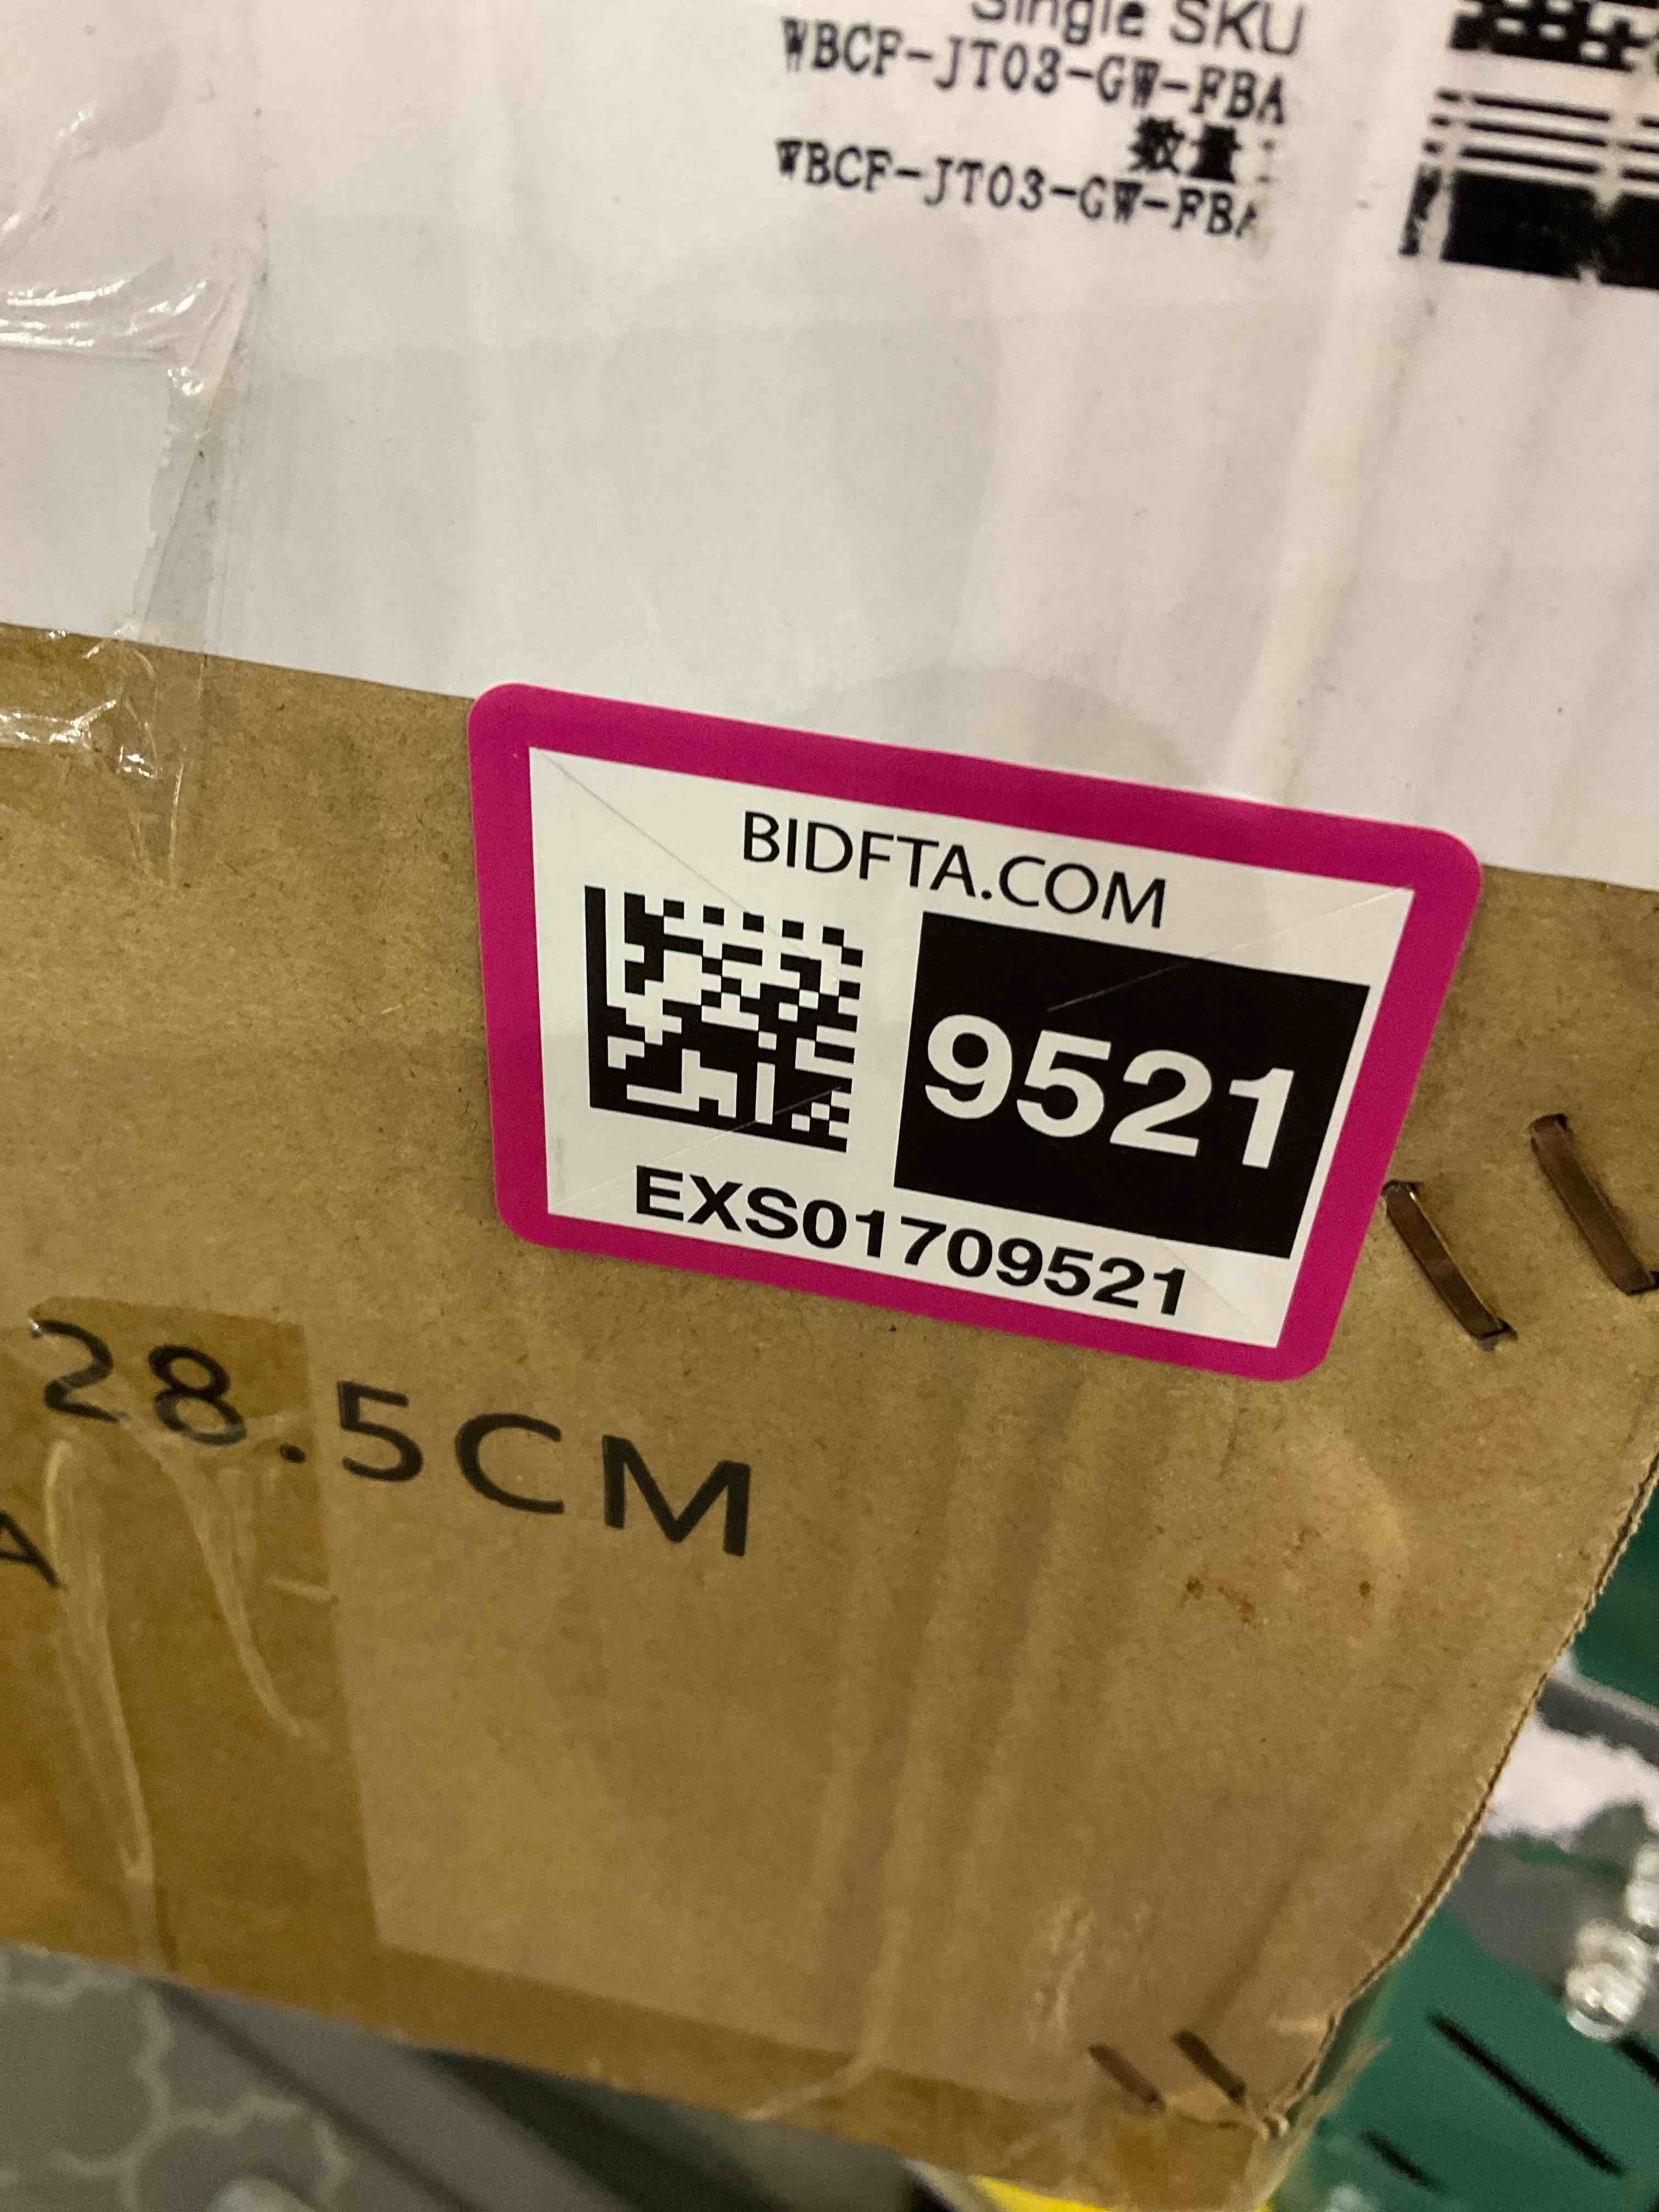 Single SKU
WBCF-JT03-GW-FBA
数量:
WBCF-JT03-GW-FBA
BIDFTA.COM
9521
EXS01709521
28.5CM
A